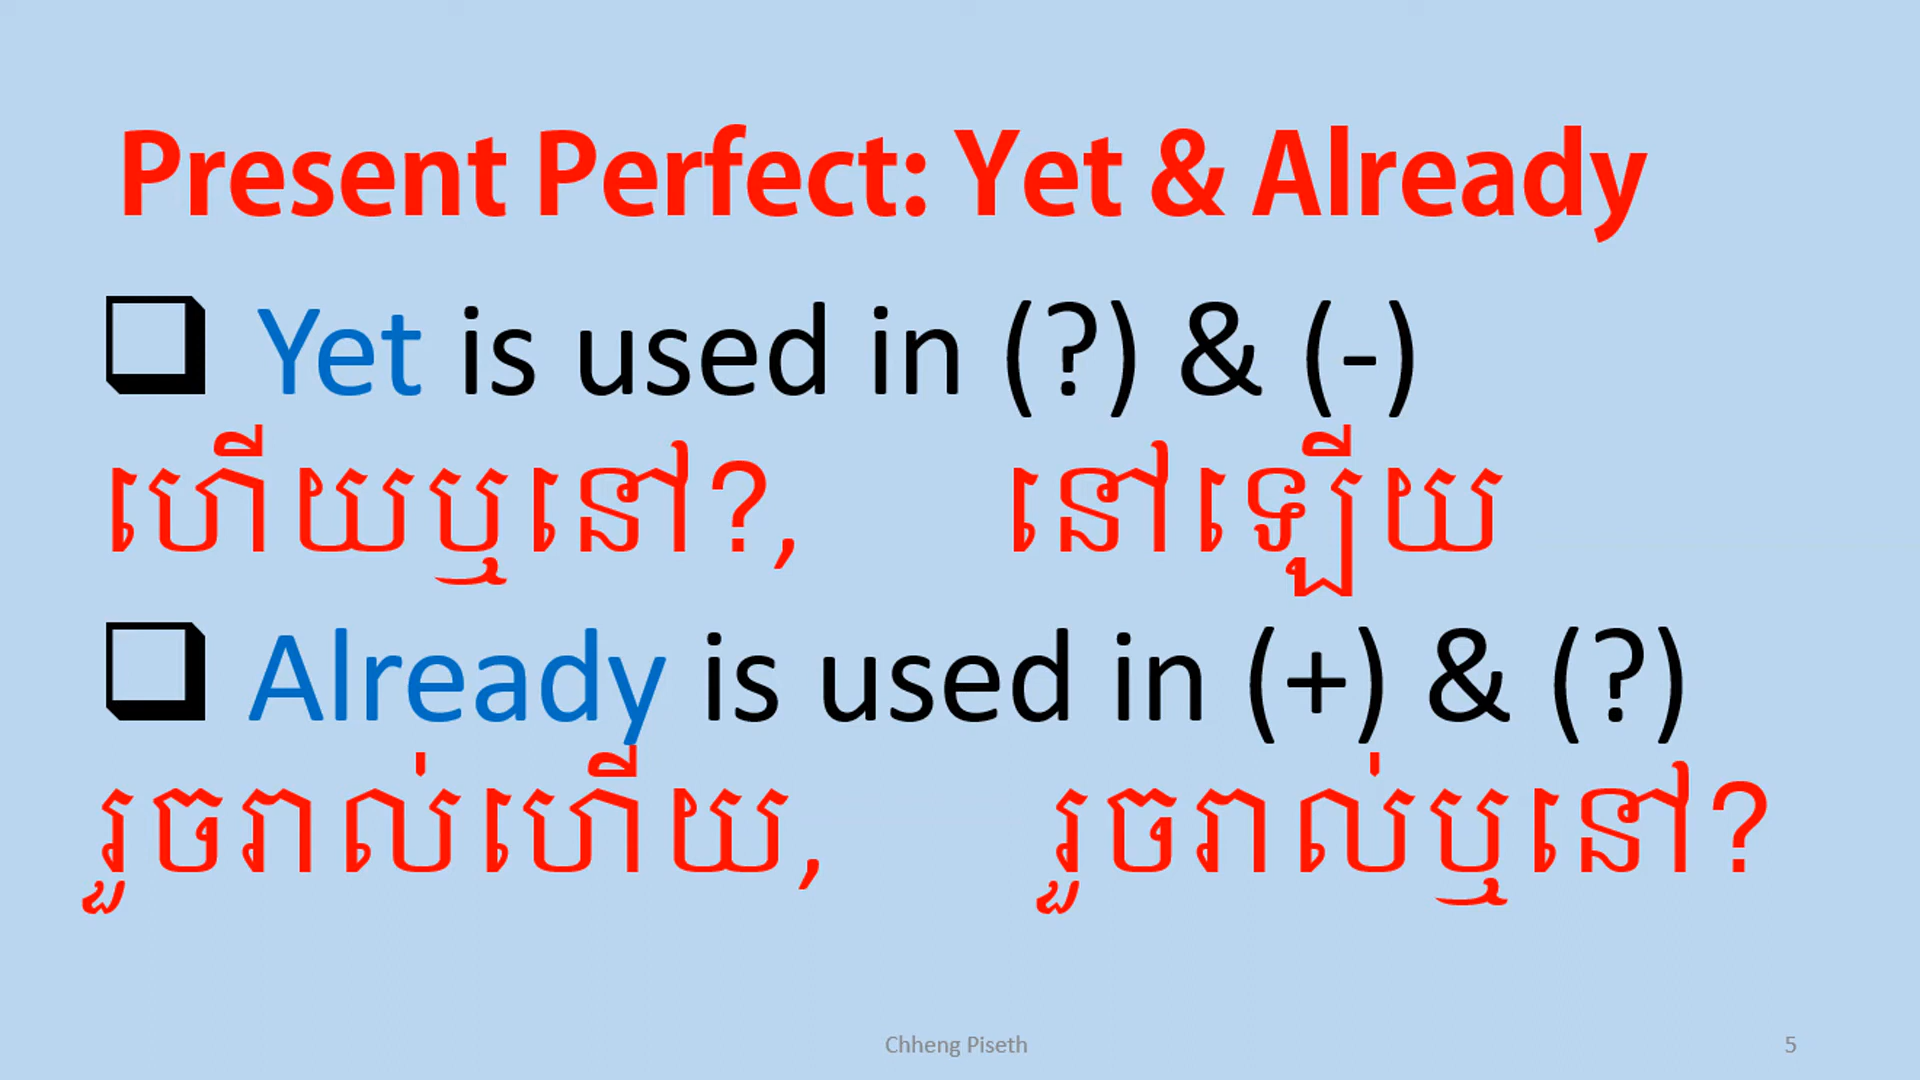 Present Perfect: Yet & Already
❑ Yet is used in (?) & (-)
ហើយឬនៅ?, នៅឡើយ
❑ Already is used in (+) & (?)
រួចរាល់ហើយ, រួចរាល់ឬនៅ?
Chheng Piseth 5